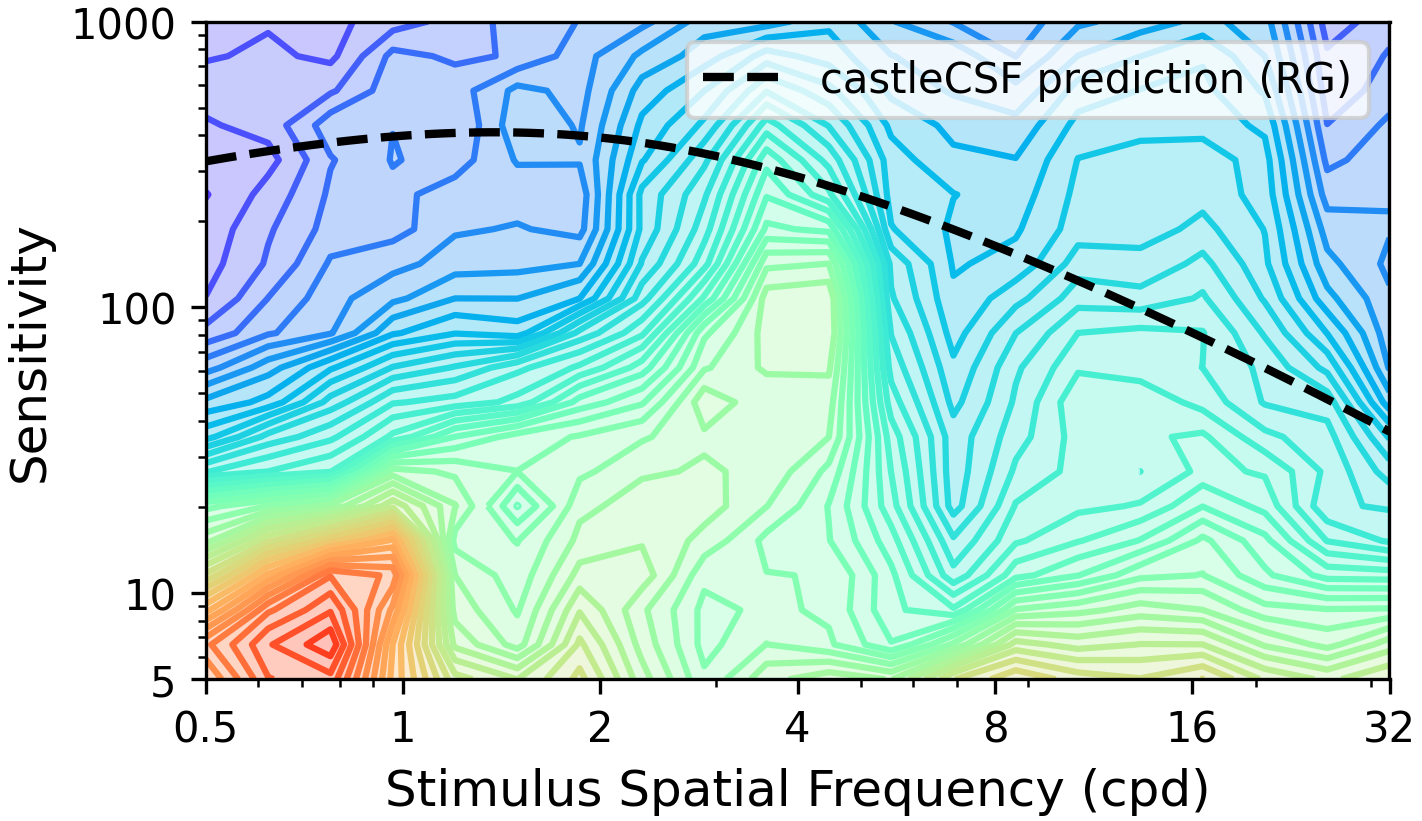 castleCSF prediction (RG)
Sensitivity
1000
100
10
5
0.5 1 2 4 8 16 32
Stimulus Spatial Frequency (cpd)